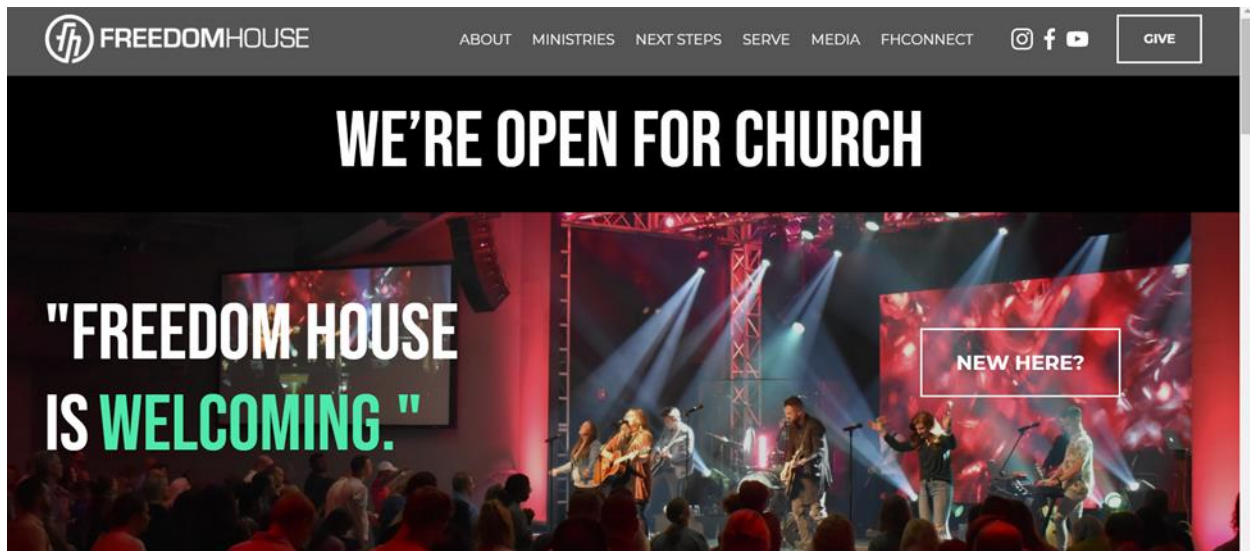 fh FREEDOMHOUSE
ABOUT MINISTRIES NEXT STEPS SERVE MEDIA FHCONNECT GIVE
WE'RE OPEN FOR CHURCH
"FREEDOM HOUSE
IS WELCOMING."
NEW HERE?